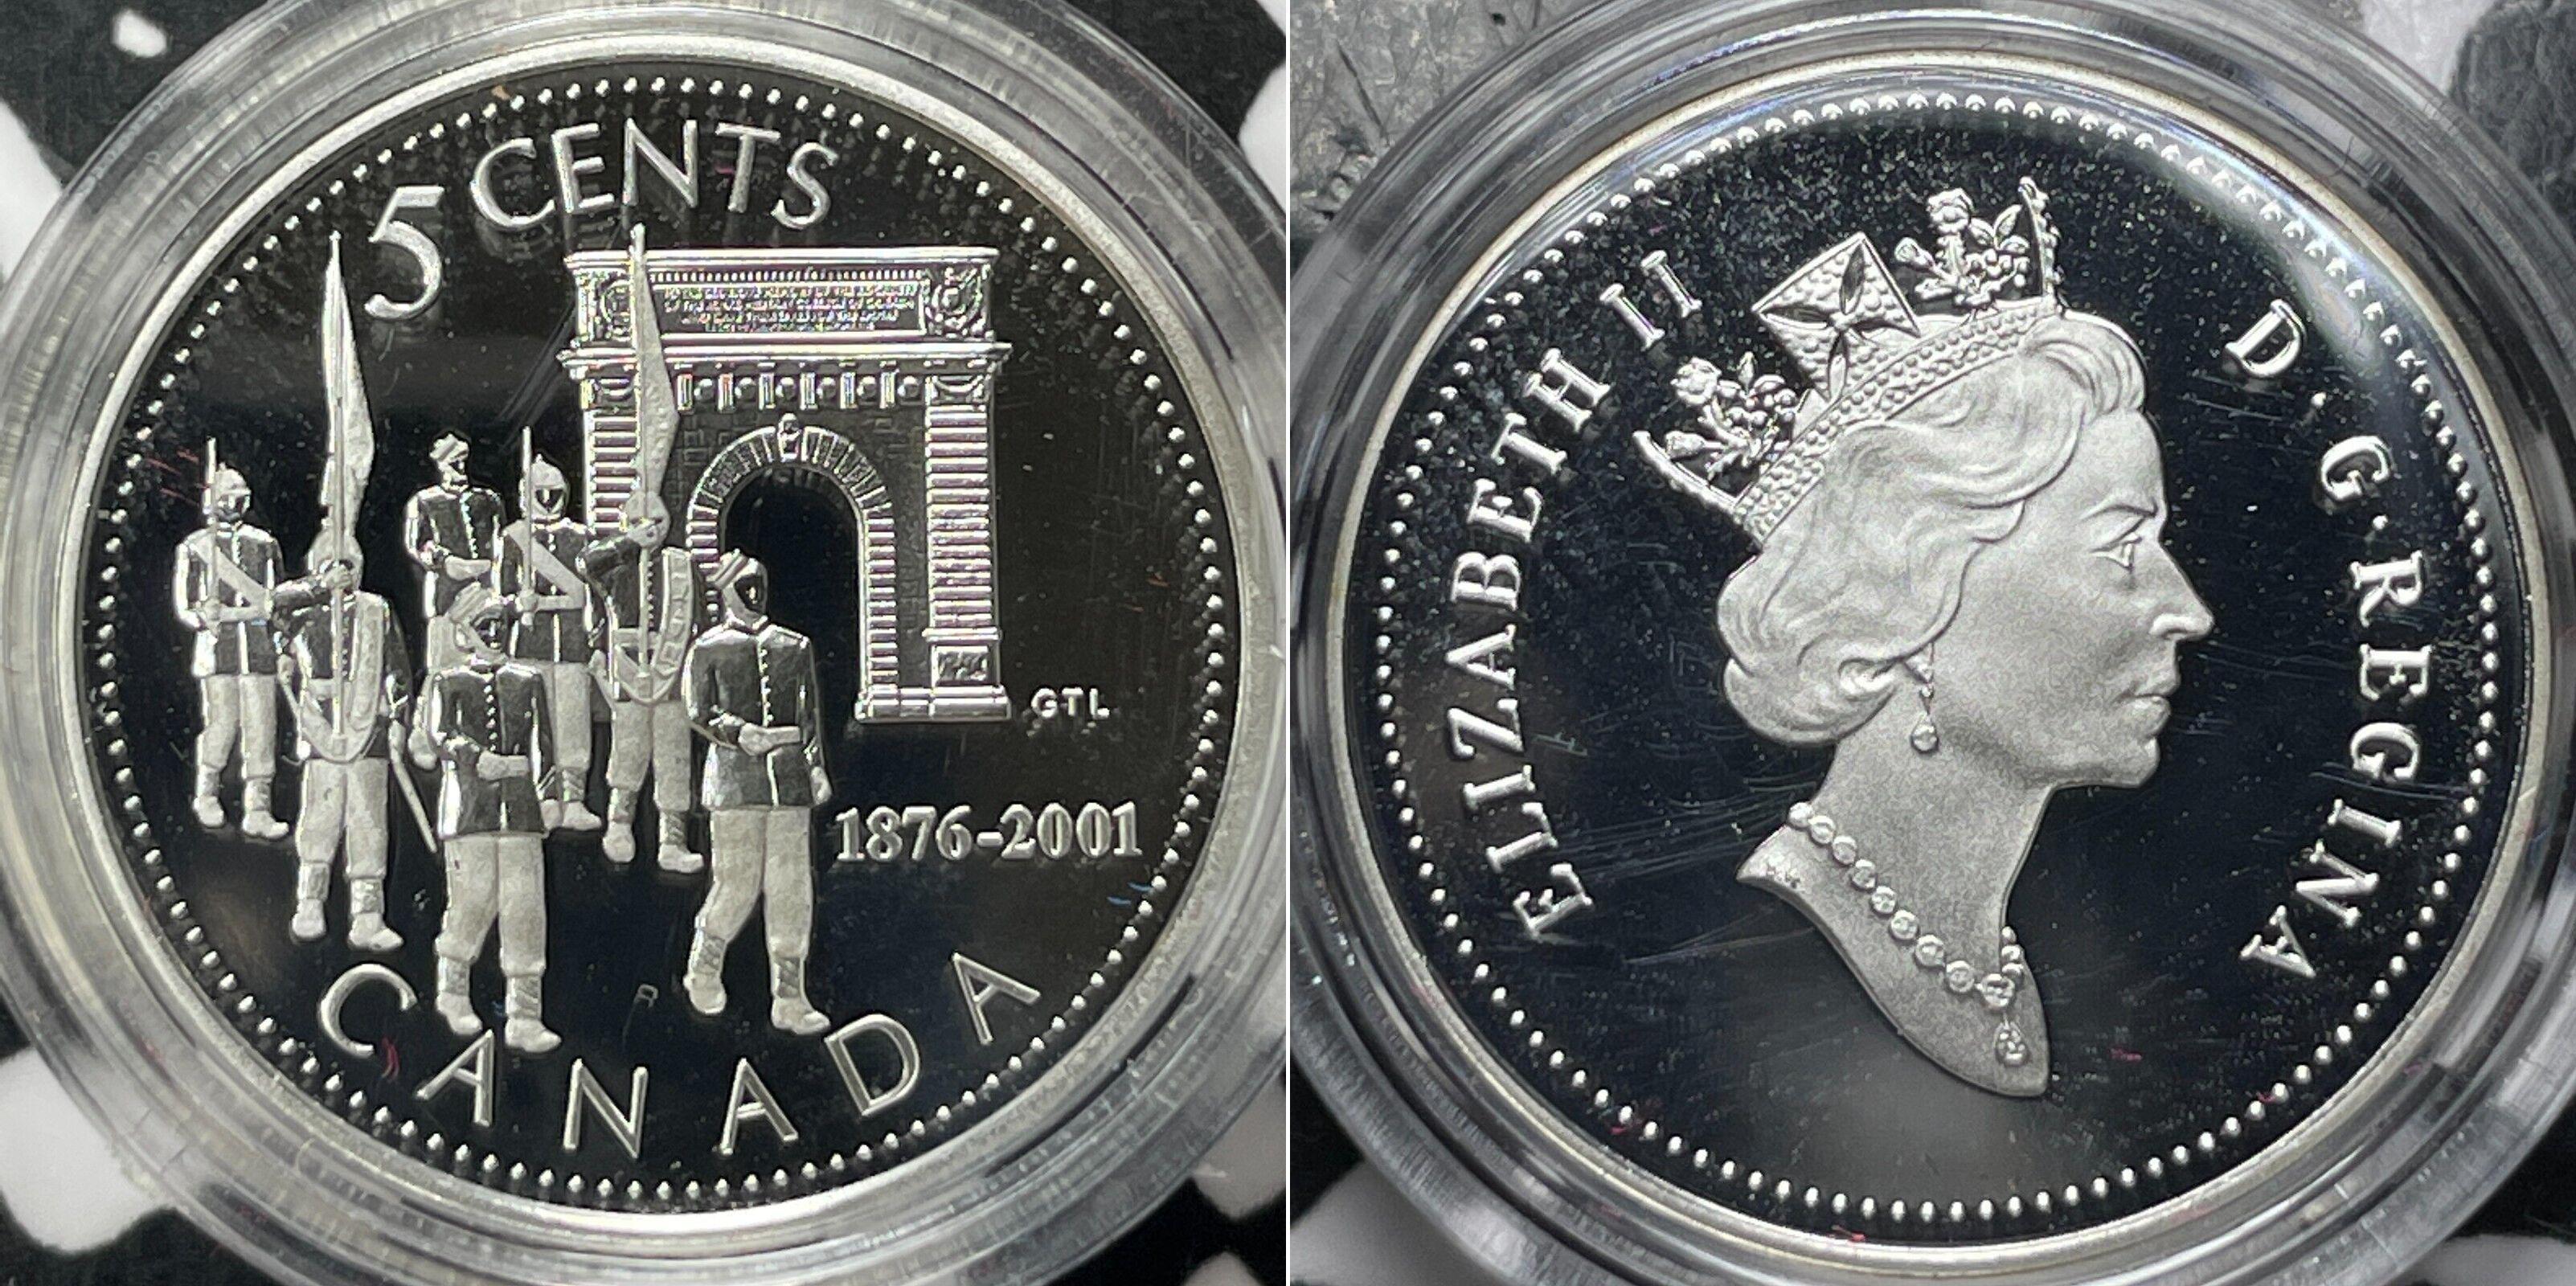 5 CENTS
GTL
1876-2001
CANADA
ELIZABETH II
D.G.REGINA